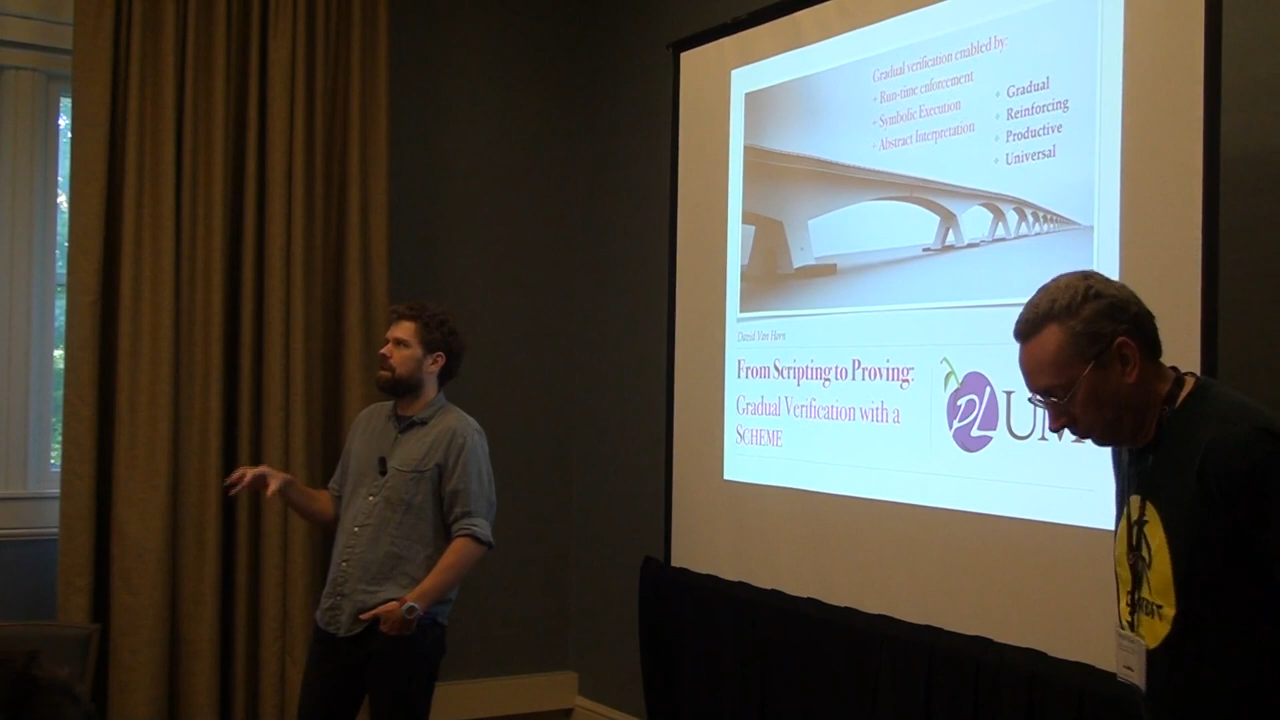 Gradual verification enabled by:
Run-time enforcement
Symbolic Execution
Abstract Interpretation
Gradual
Reinforcing
Productive
Universal
David Van Horn
From Scripting to Proving:
Gradual Verification with a
SCHEME
PL
UM